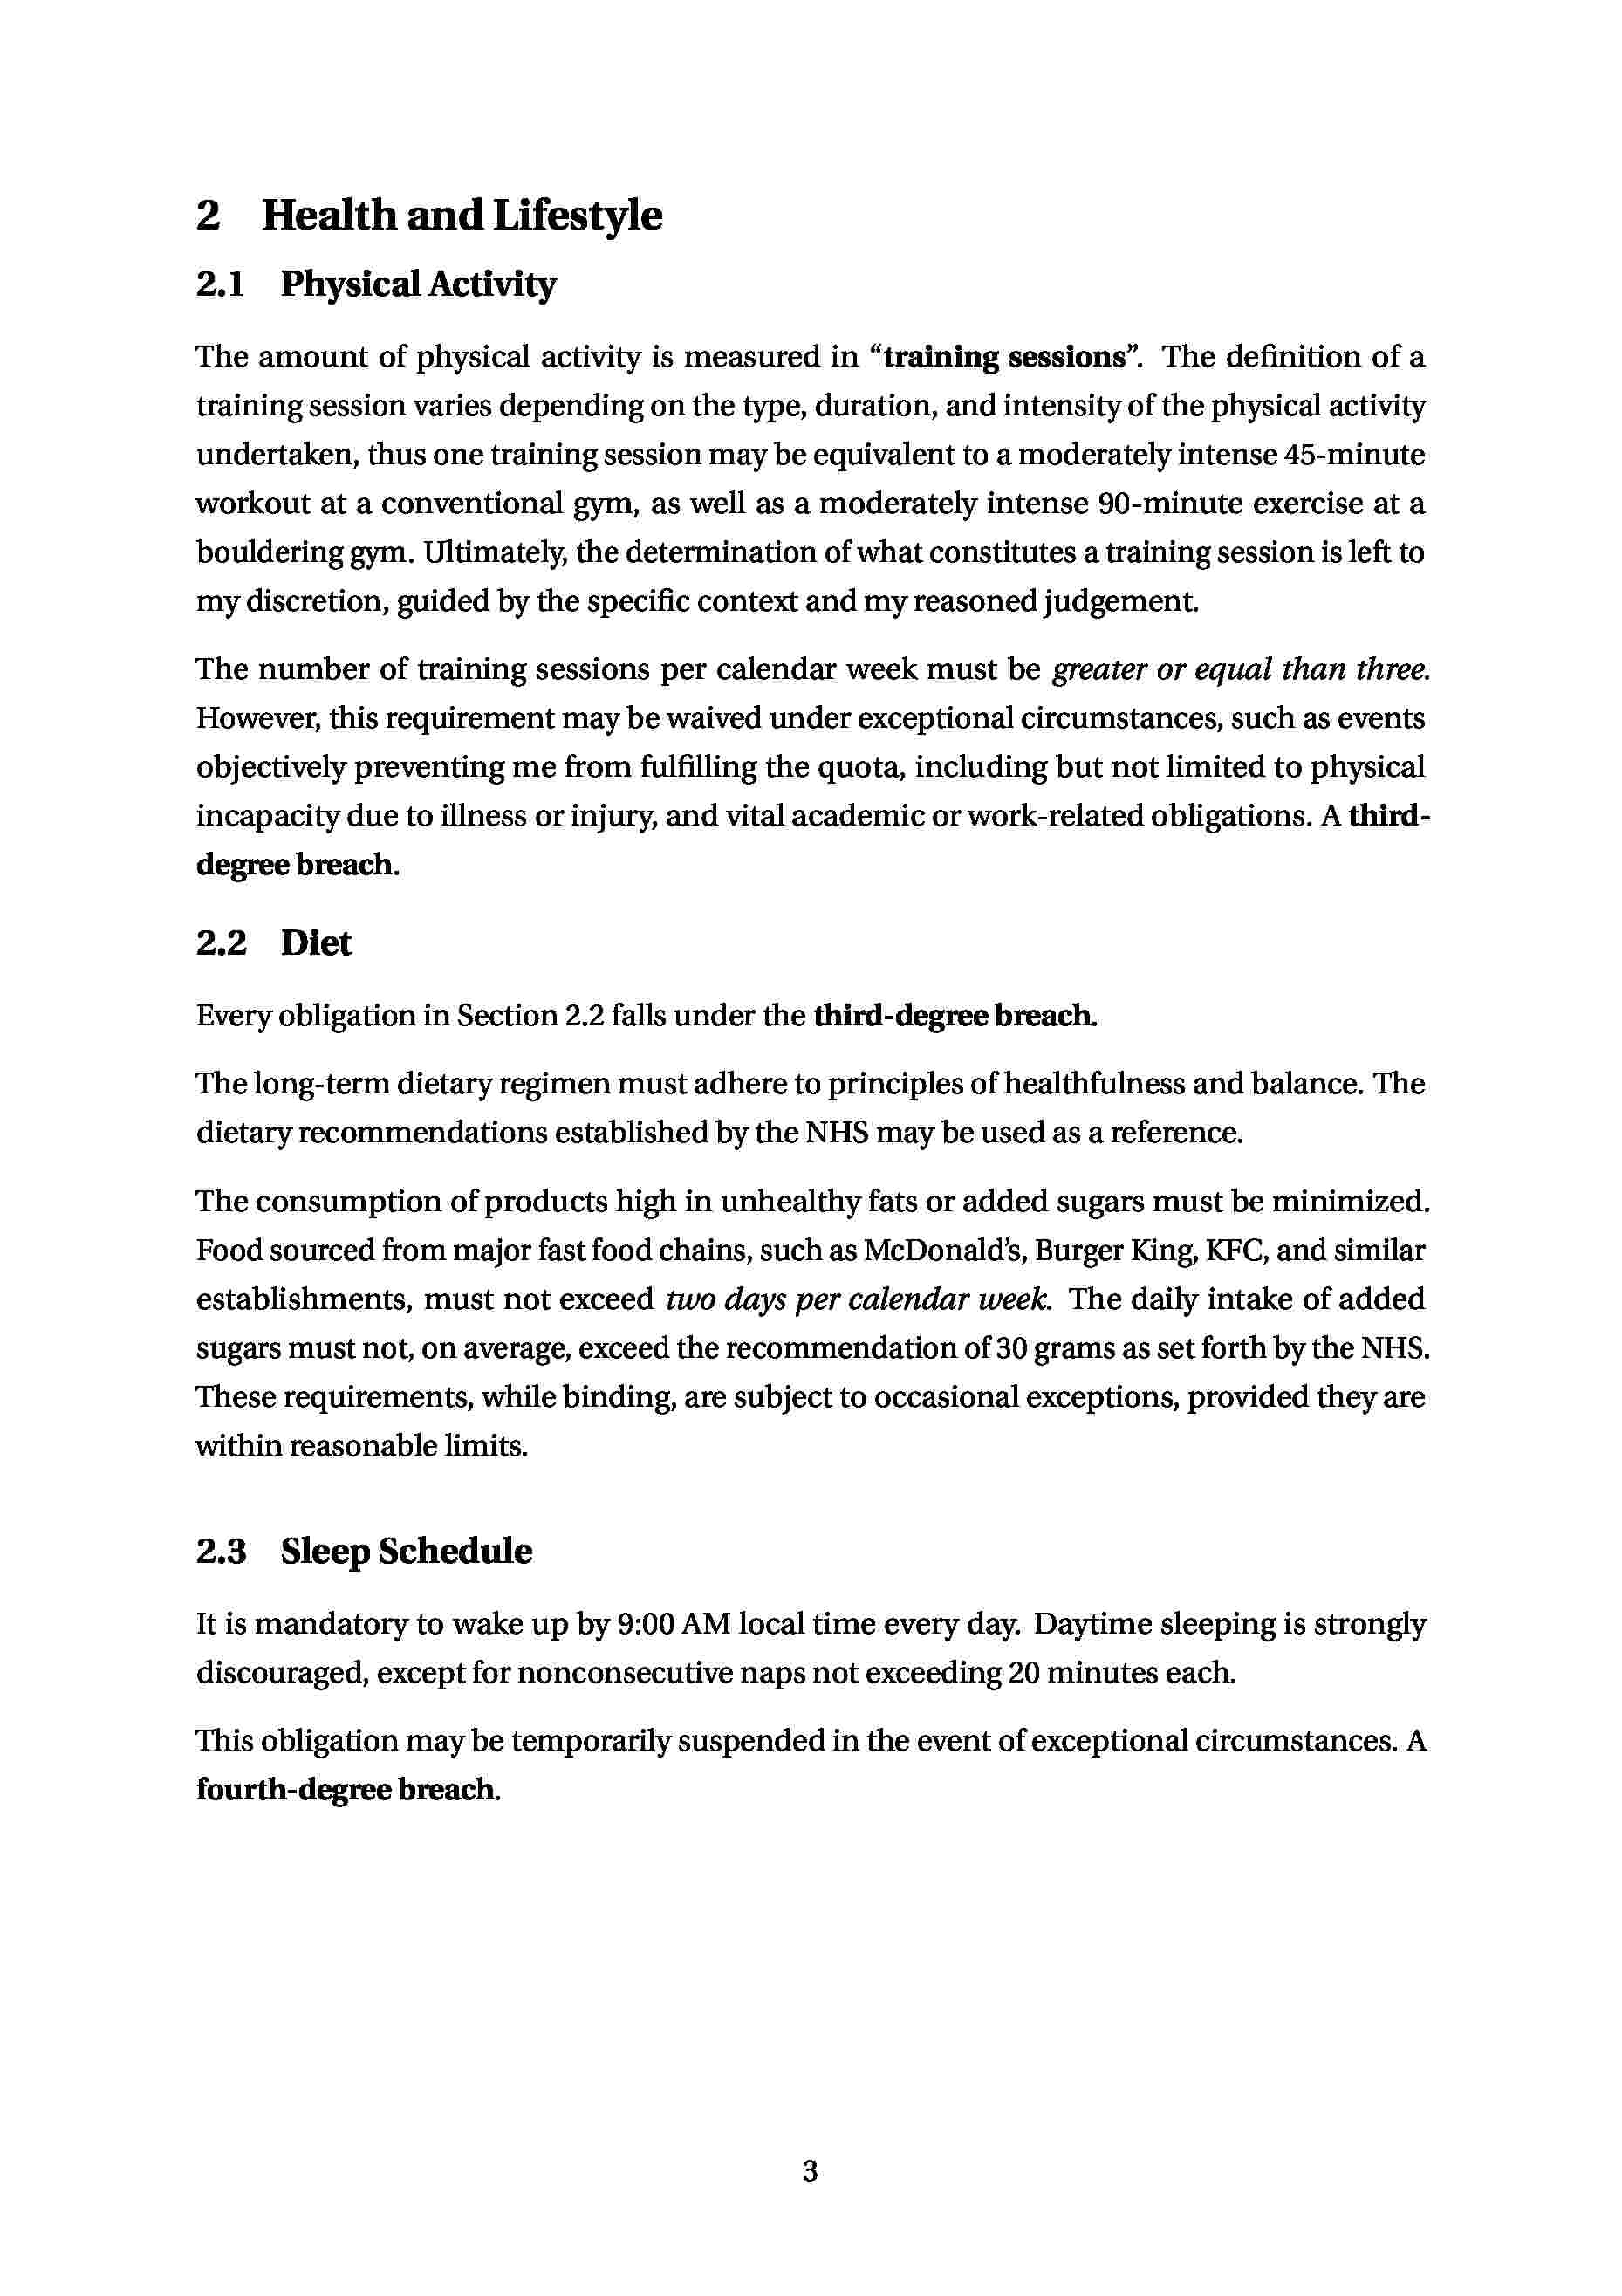 2 Health and Lifestyle
2.1 Physical Activity
The amount of physical activity is measured in “training sessions”. The definition of a
training session varies depending on the type, duration, and intensity of the physical activity
undertaken, thus one training session may be equivalent to a moderately intense 45-minute
workout at a conventional gym, as well as a moderately intense 90-minute exercise at a
bouldering gym. Ultimately, the determination of what constitutes a training session is left to
my discretion, guided by the specific context and my reasoned judgement.
The number of training sessions per calendar week must be greater or equal than three.
However, this requirement may be waived under exceptional circumstances, such as events
objectively preventing me from fulfilling the quota, including but not limited to physical
incapacity due to illness or injury, and vital academic or work-related obligations. A third-
degree breach.
2.2 Diet
Every obligation in Section 2.2 falls under the third-degree breach.
The long-term dietary regimen must adhere to principles of healthfulness and balance. The
dietary recommendations established by the NHS may be used as a reference.
The consumption of products high in unhealthy fats or added sugars must be minimized.
Food sourced from major fast food chains, such as McDonald’s, Burger King, KFC, and similar
establishments, must not exceed two days per calendar week. The daily intake of added
sugars must not, on average, exceed the recommendation of 30 grams as set forth by the NHS.
These requirements, while binding, are subject to occasional exceptions, provided they are
within reasonable limits.
2.3 Sleep Schedule
It is mandatory to wake up by 9:00 AM local time every day. Daytime sleeping is strongly
discouraged, except for nonconsecutive naps not exceeding 20 minutes each.
This obligation may be temporarily suspended in the event of exceptional circumstances. A
fourth-degree breach.
3